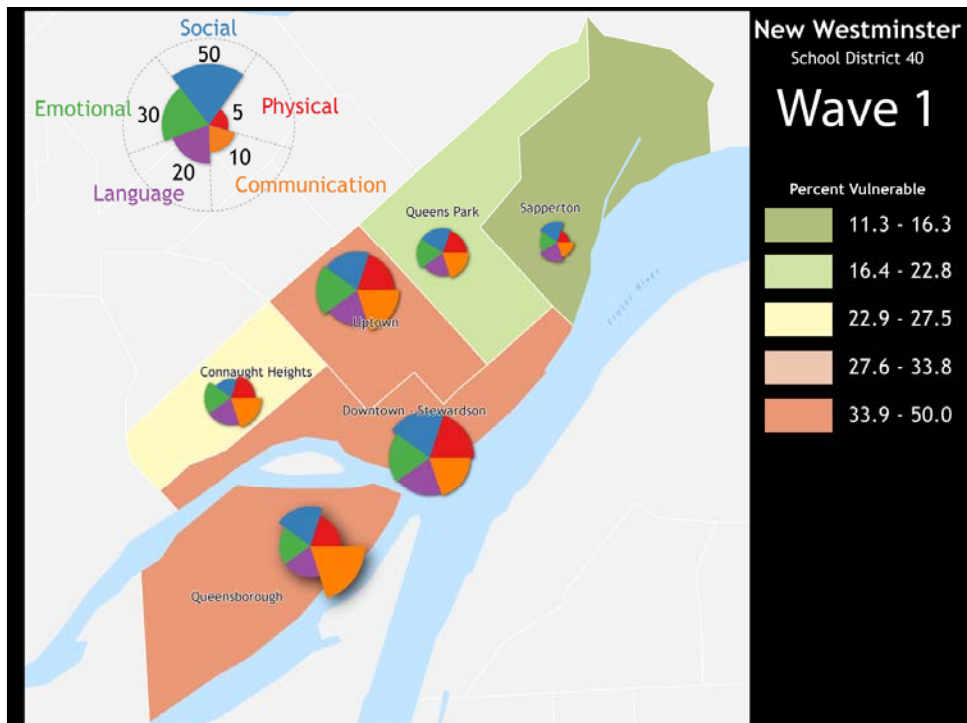 New Westminster
School District 40
Wave 1
Percent Vulnerable
11.3 - 16.3
16.4 - 22.8
22.9 - 27.5
27.6 - 33.8
33.9 - 50.0
Social
50
Emotional
30
5
Physical
20
10
Language
Communication
Queens Park
Sapperton
Fraser River
Uptown
Connaught Heights
Downtown - Stewardson
Queensborough